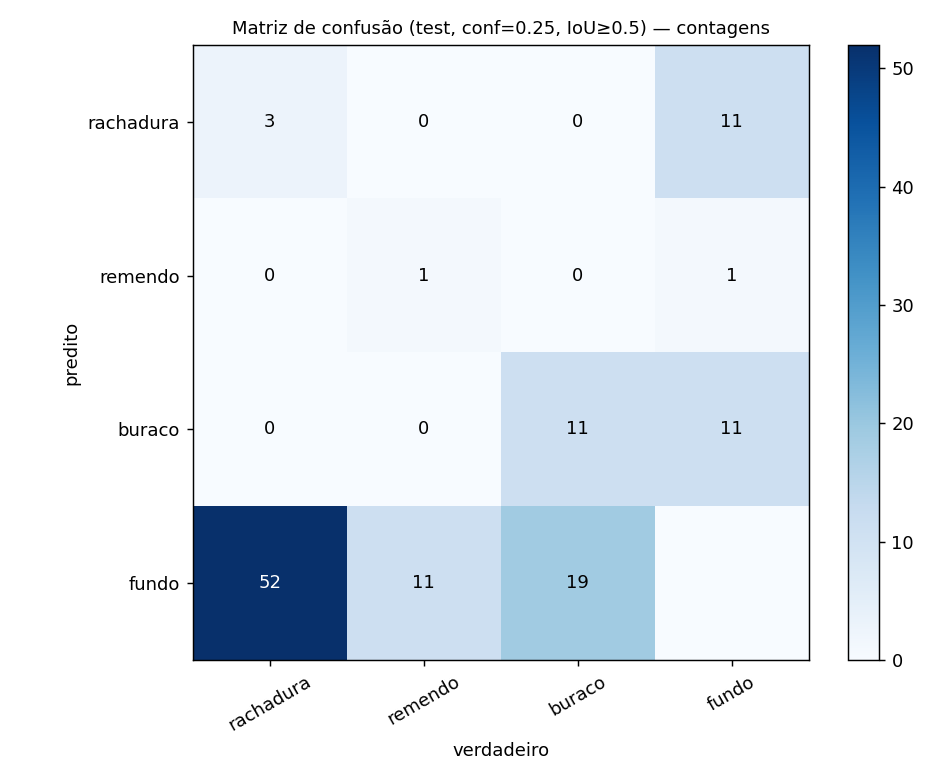 Matriz de confusão (test, conf=0.25, IoU≥0.5) — contagens
rachadura 3 0 0 11
remendo 0 1 0 1
buraco 0 0 11 11
fundo 52 11 19
rachadura remendo buraco fundo
verdadeiro
predito
50
40
30
20
10
0